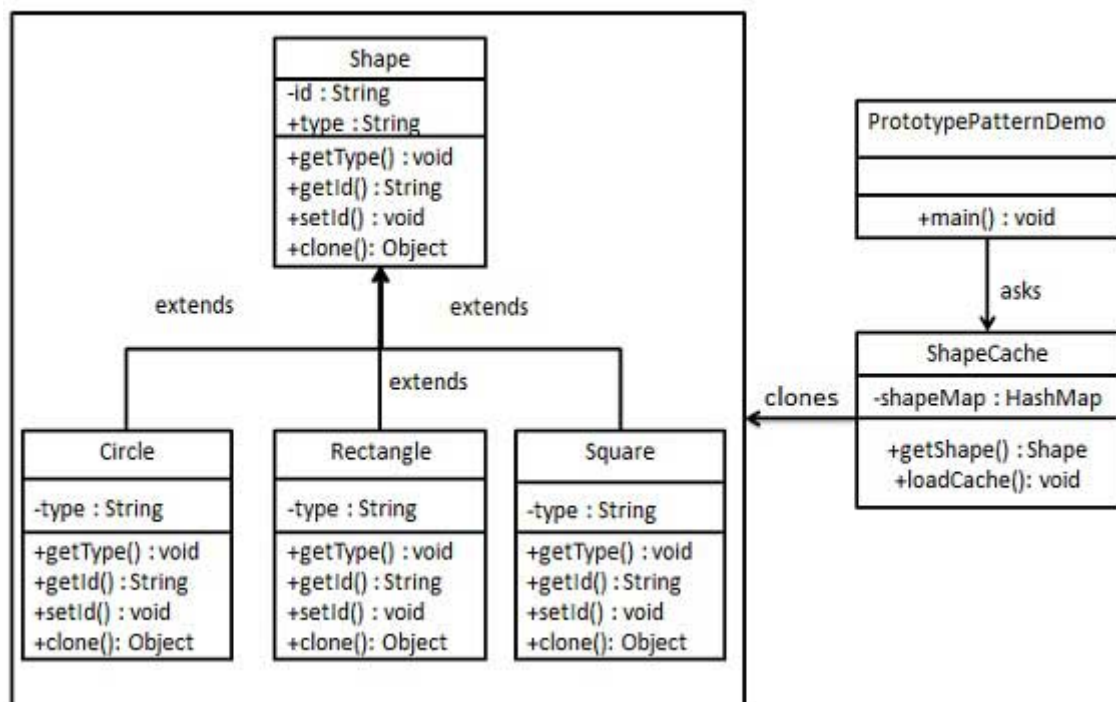 Shape
-id : String
+type : String
+getType() : void
+getId() : String
+setId() : void
+clone(): Object
extends
extends
extends
Circle
-type : String
+getType() : void
+getId() : String
+setId() : void
+clone(): Object
Rectangle
-type : String
+getType() : void
+getId() : String
+setId() : void
+clone(): Object
Square
-type : String
+getType() : void
+getId() : String
+setId() : void
+clone(): Object
PrototypePatternDemo
+main() : void
asks
ShapeCache
-shapeMap : HashMap
+getShape() : Shape
+loadCache(): void
clones